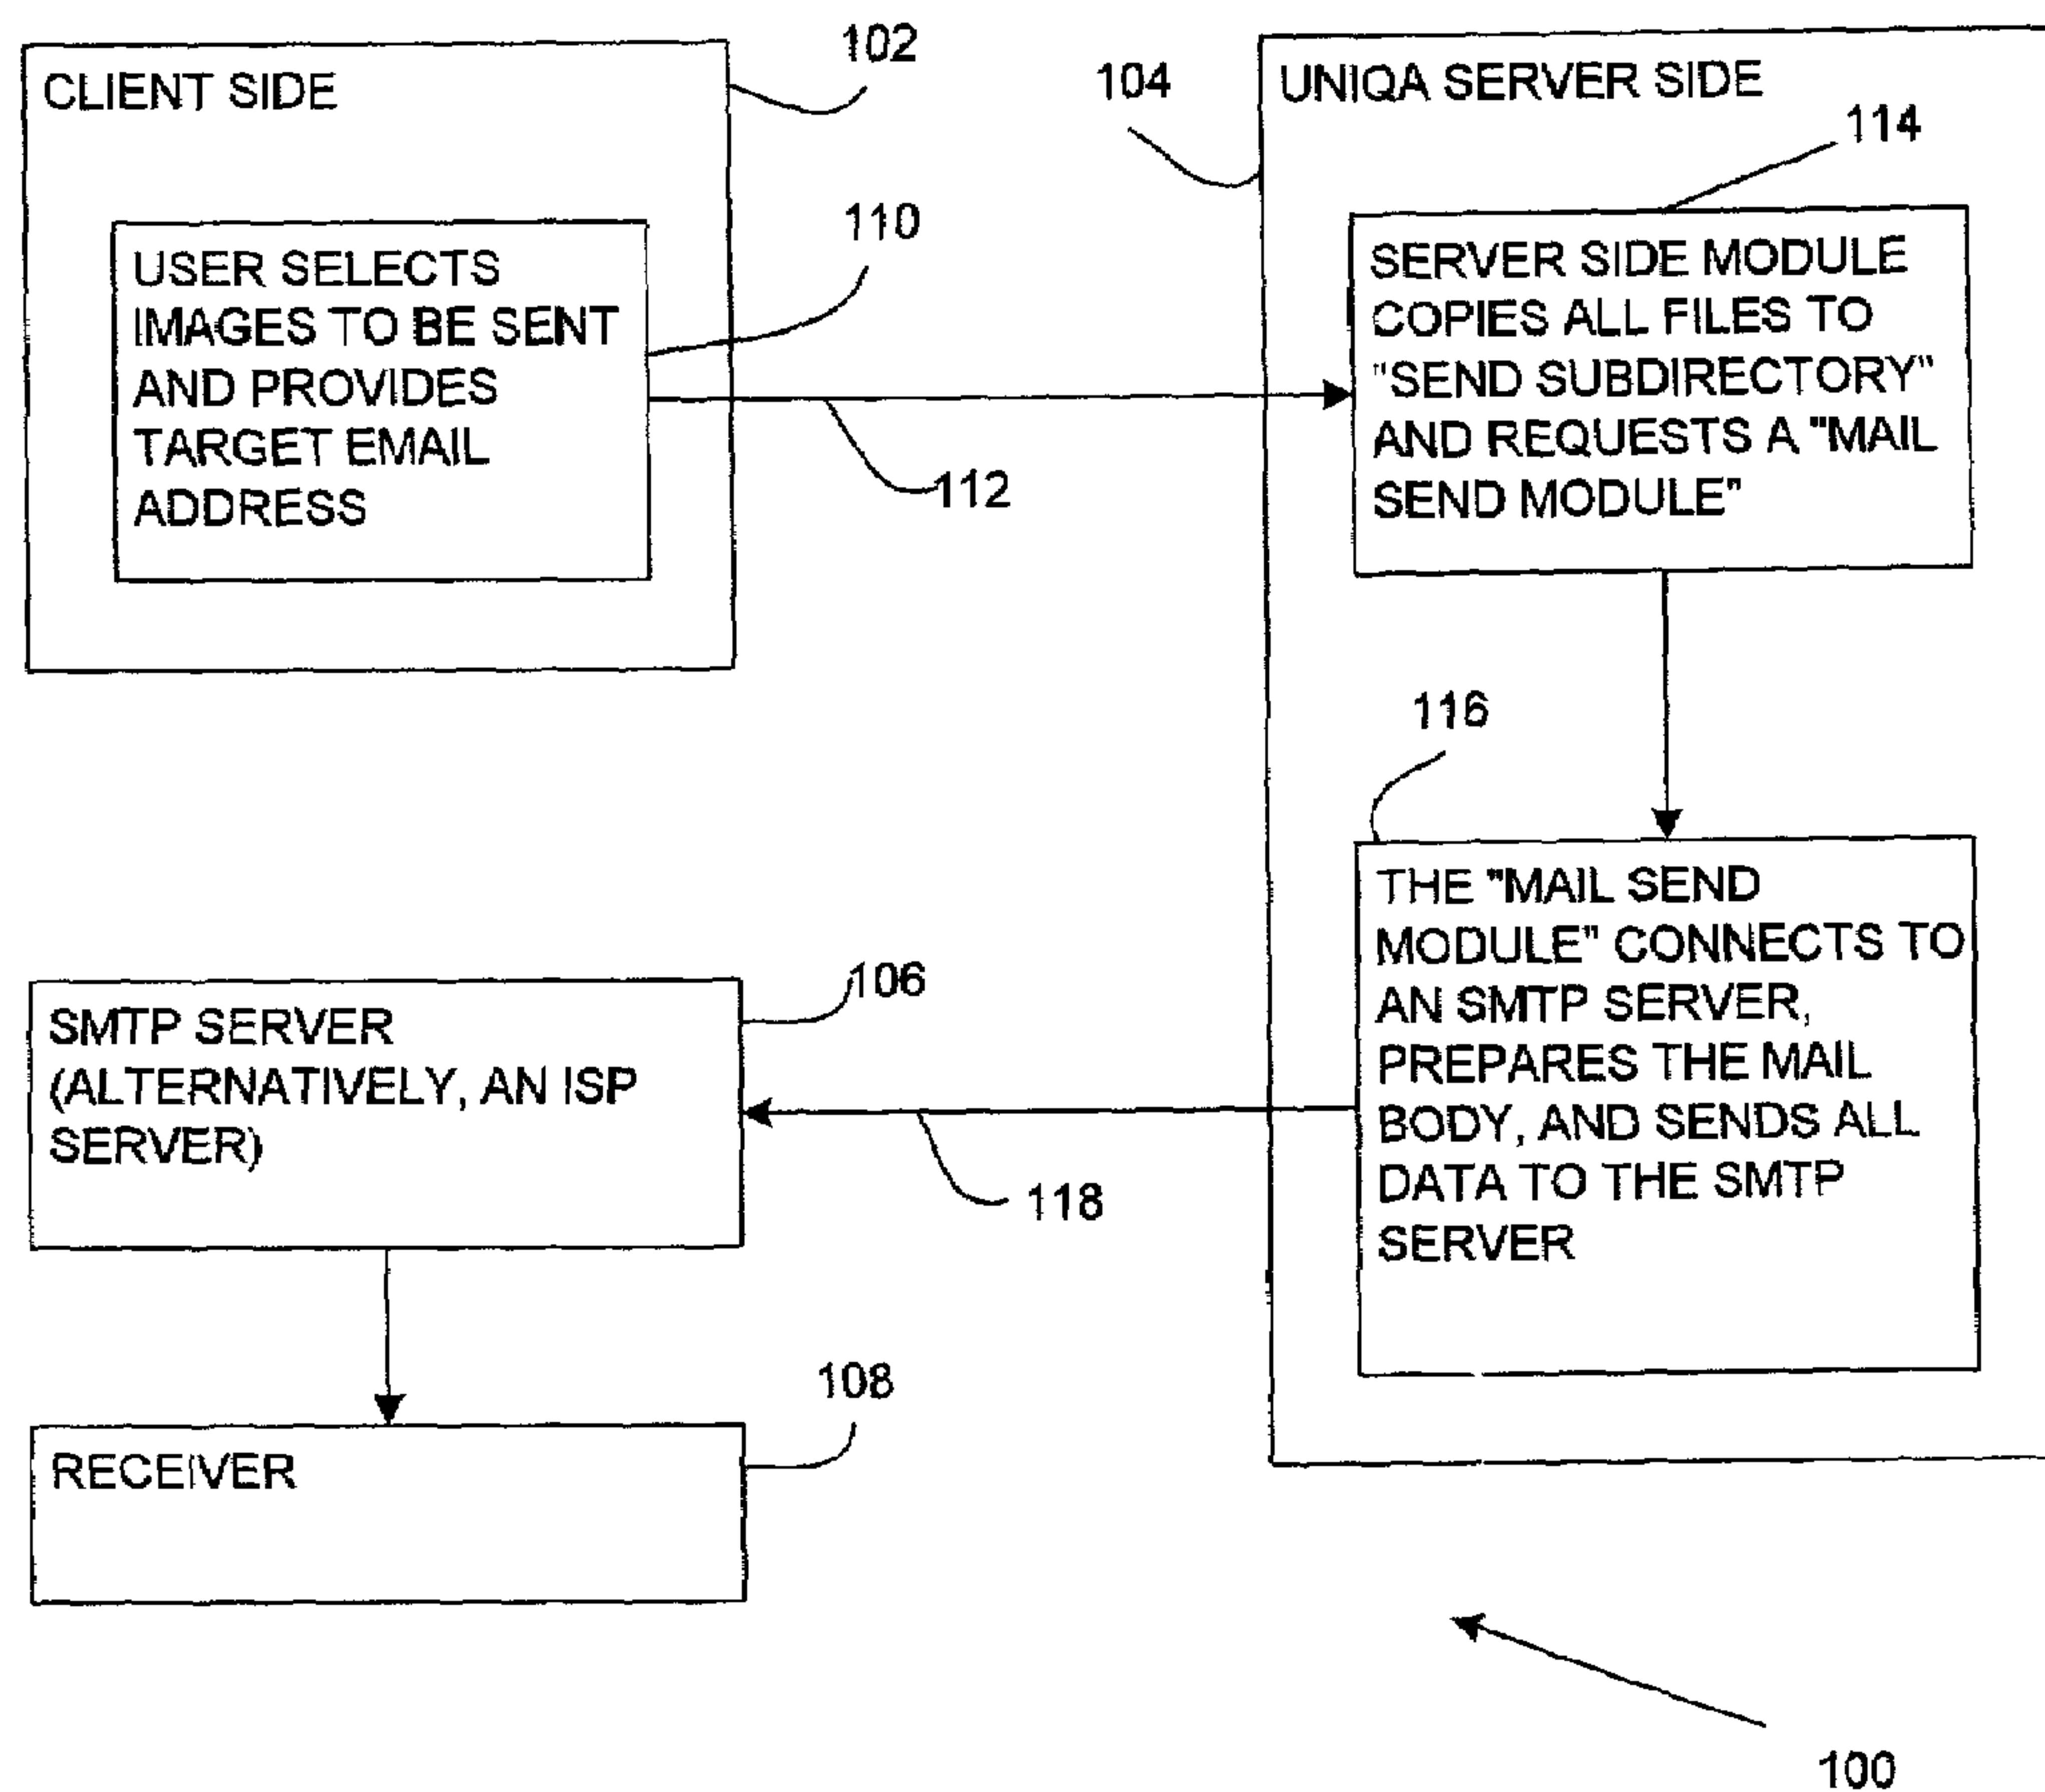 CLIENT SIDE
102
USER SELECTS
IMAGES TO BE SENT
AND PROVIDES
TARGET EMAIL
ADDRESS
110
112
104
UNIQA SERVER SIDE
114
SERVER SIDE MODULE
COPIES ALL FILES TO
"SEND SUBDIRECTORY"
AND REQUESTS A "MAIL
SEND MODULE"
116
THE "MAIL SEND
MODULE" CONNECTS TO
AN SMTP SERVER,
PREPARES THE MAIL
BODY, AND SENDS ALL
DATA TO THE SMTP
SERVER
118
SMTP SERVER
(ALTERNATIVELY, AN ISP
SERVER)
106
RECEIVER
108
100